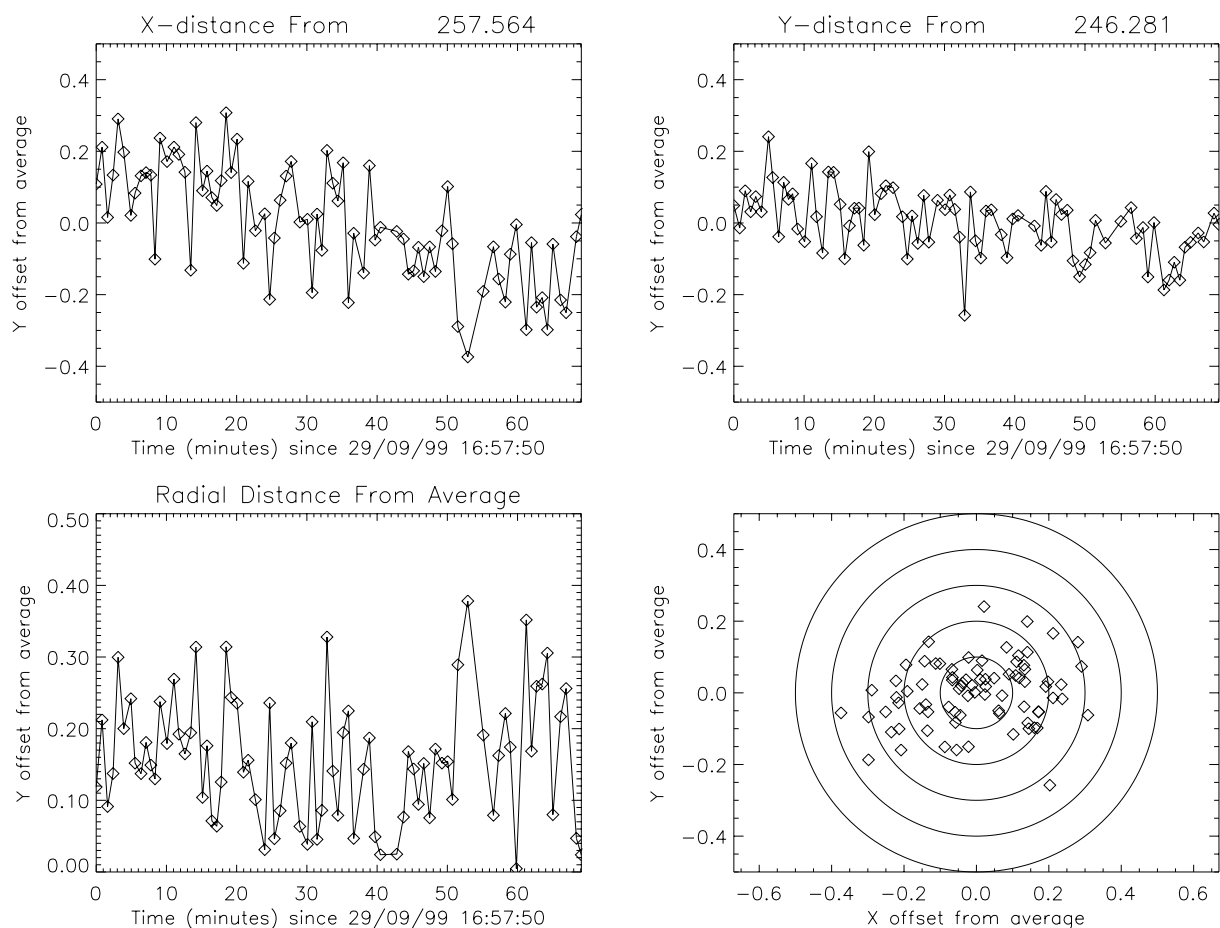 X-distance From 257.564
Y offset from average
0.4
0.2
0.0
-0.2
-0.4
0 10 20 30 40 50 60
Time (minutes) since 29/09/99 16:57:50
Y-distance From 246.281
Y offset from average
0.4
0.2
0.0
-0.2
-0.4
0 10 20 30 40 50 60
Time (minutes) since 29/09/99 16:57:50
Radial Distance From Average
Y offset from average
0.50
0.40
0.30
0.20
0.10
0.00
0 10 20 30 40 50 60
Time (minutes) since 29/09/99 16:57:50
Y offset from average
0.4
0.2
0.0
-0.2
-0.4
-0.6 -0.4 -0.2 0.0 0.2 0.4 0.6
X offset from average